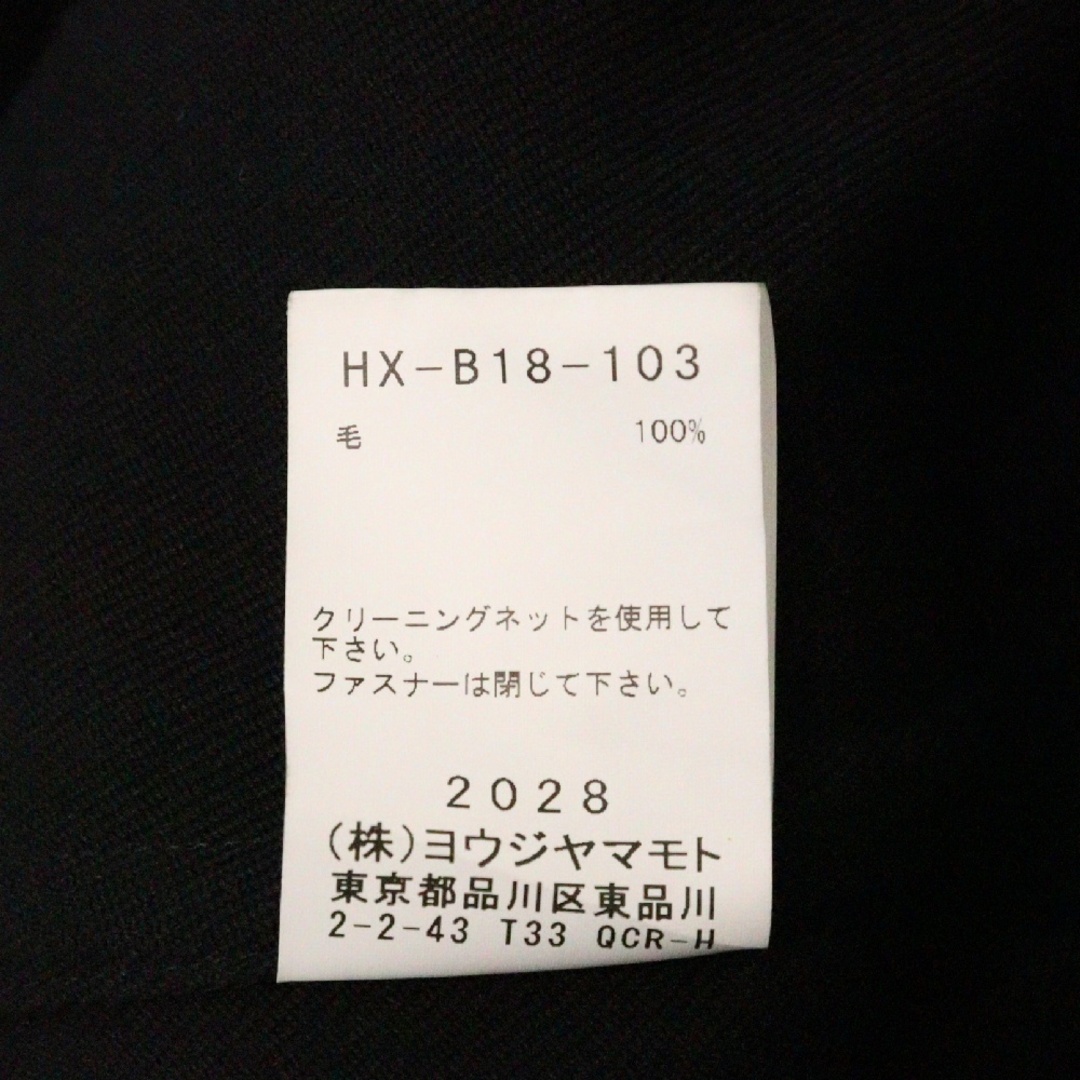 HX-B18-103
毛 100%
クリーニングネットを使用して
下さい。
ファスナーは閉じて下さい。
2028
(株)ヨウジヤマモト
東京都品川区東品川
2-2-43 T33 QCR-H